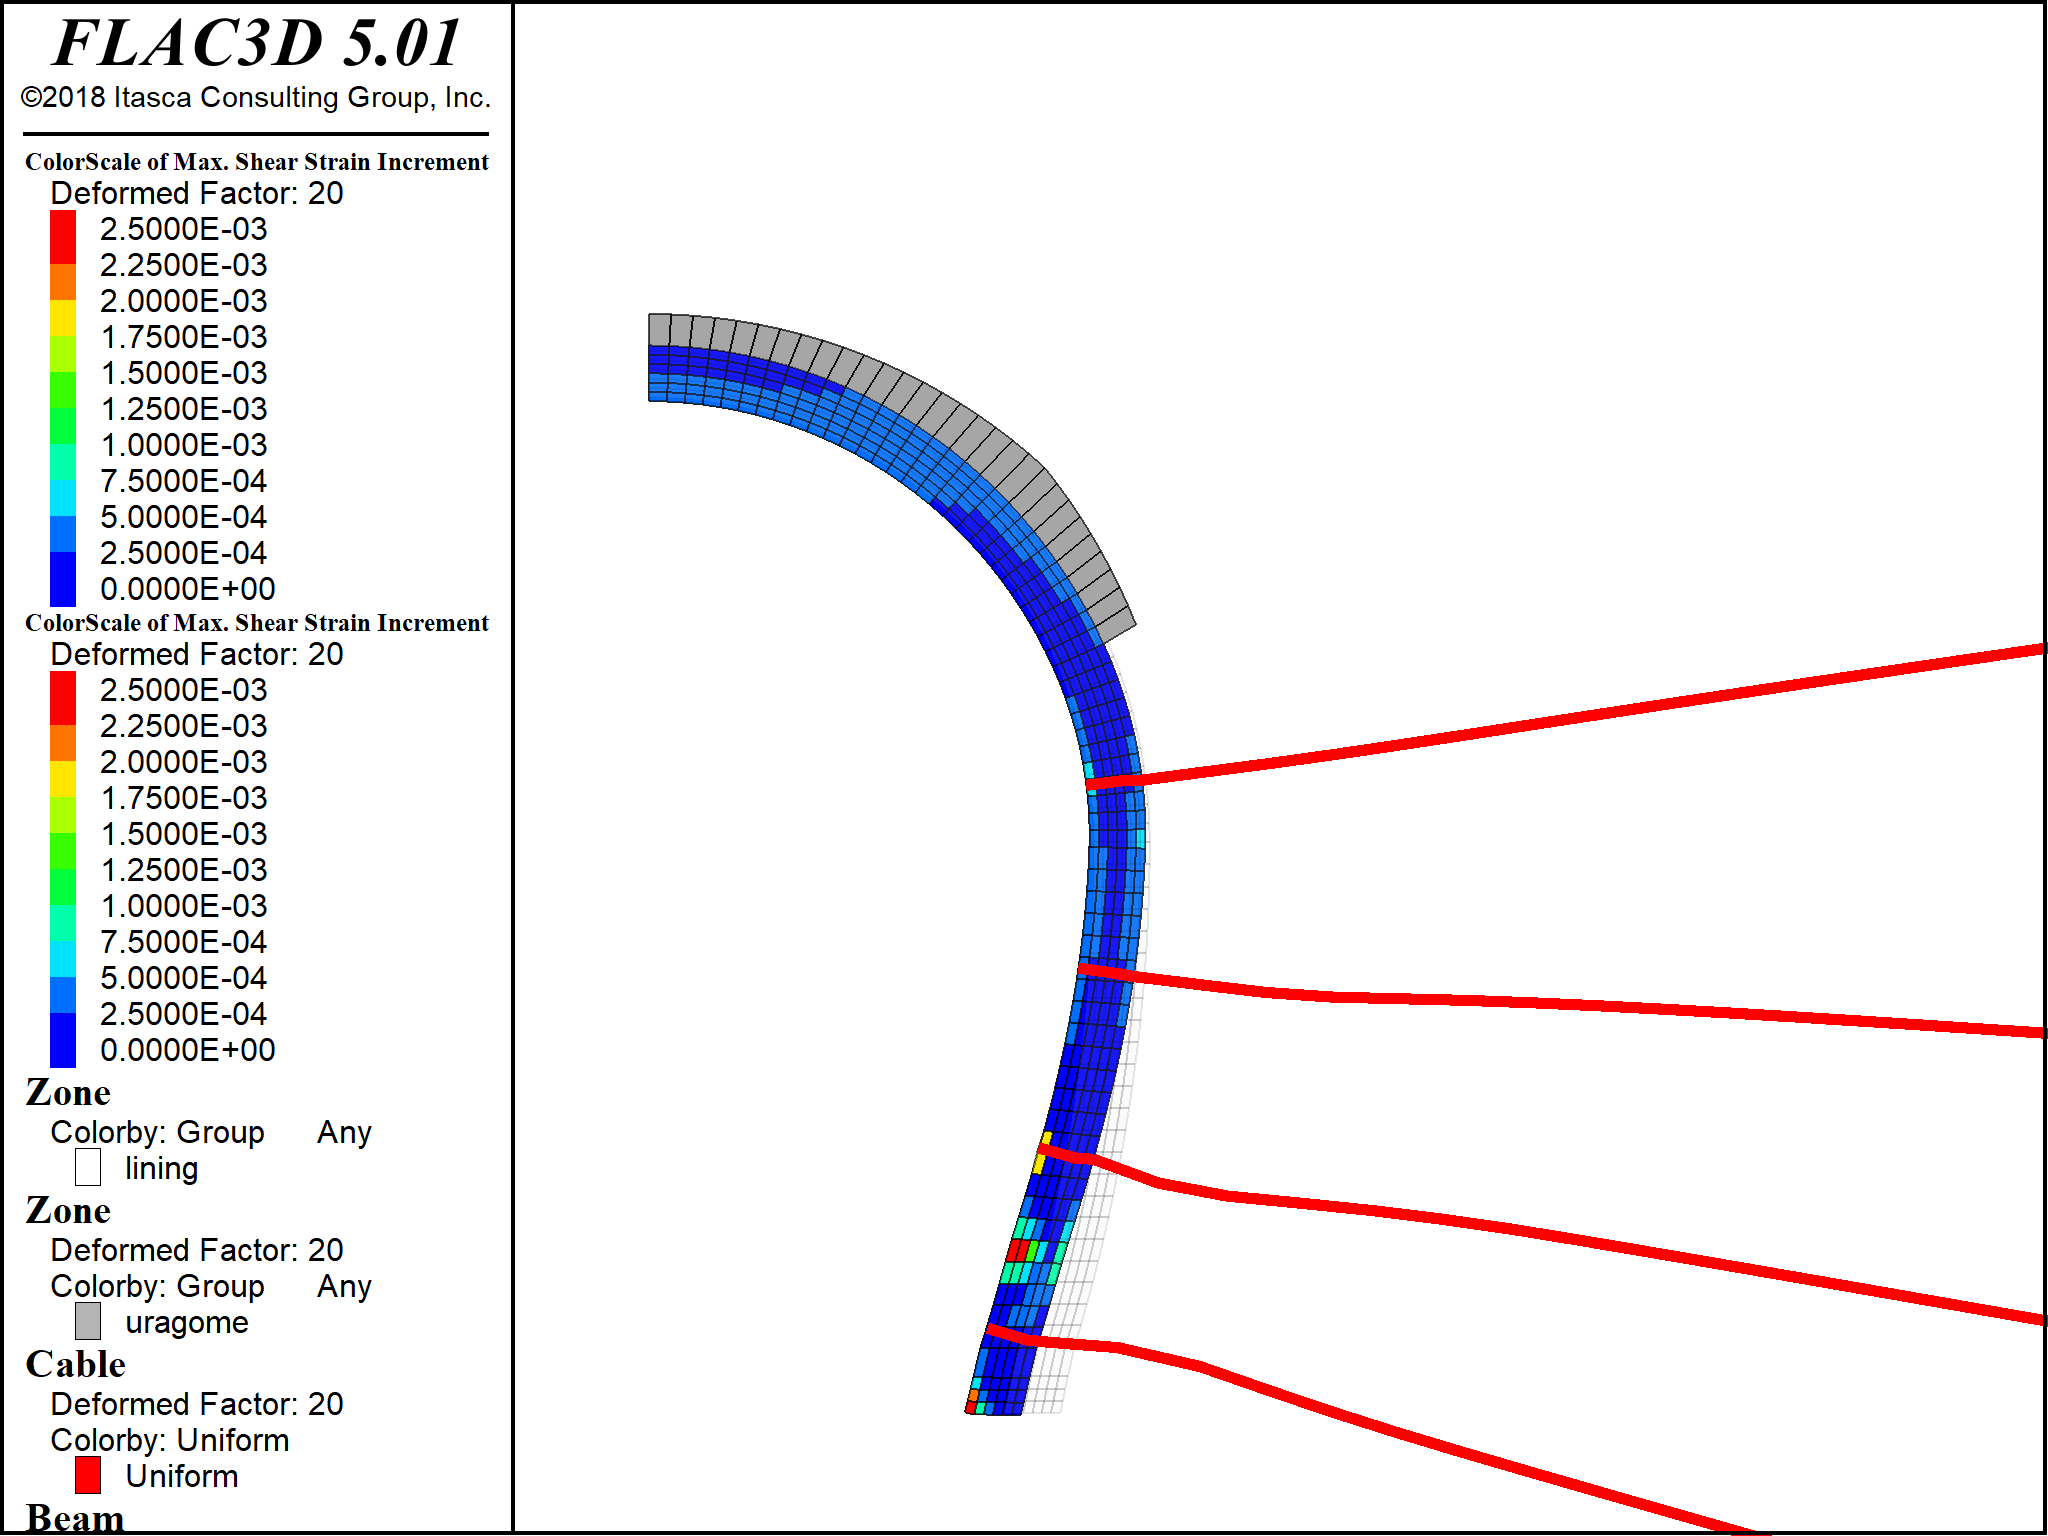 FLAC3D 5.01
©2018 Itasca Consulting Group, Inc.
ColorScale of Max. Shear Strain Increment
Deformed Factor: 20
2.5000E-03
2.2500E-03
2.0000E-03
1.7500E-03
1.5000E-03
1.2500E-03
1.0000E-03
7.5000E-04
5.0000E-04
2.5000E-04
0.0000E+00
ColorScale of Max. Shear Strain Increment
Deformed Factor: 20
2.5000E-03
2.2500E-03
2.0000E-03
1.7500E-03
1.5000E-03
1.2500E-03
1.0000E-03
7.5000E-04
5.0000E-04
2.5000E-04
0.0000E+00
Zone
Colorby: Group Any
lining
Zone
Deformed Factor: 20
Colorby: Group Any
uragome
Cable
Deformed Factor: 20
Colorby: Uniform
Uniform
Beam